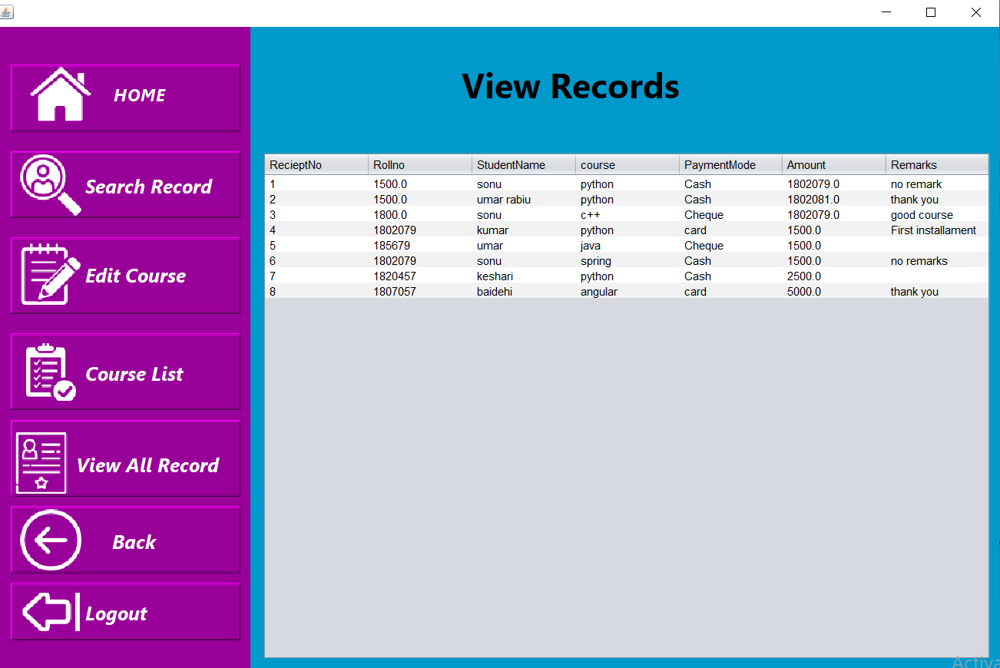 HOME
Search Record
Edit Course
Course List
View All Record
Back
Logout
View Records
RecieptNo Rollno StudentName course PaymentMode Amount Remarks
1 1500.0 sonu python Cash 1802079.0 no remark
2 1500.0 umar rabiu python Cash 1802081.0 thank you
3 1800.0 sonu c++ Cheque 1802079.0 good course
4 1802079 kumar python card 1500.0 First installament
5 185679 umar java Cheque 1500.0
6 1802079 sonu spring Cash 1500.0 no remarks
7 1820457 keshari python Cash 2500.0
8 1807057 baidehi angular card 5000.0 thank you
Activa